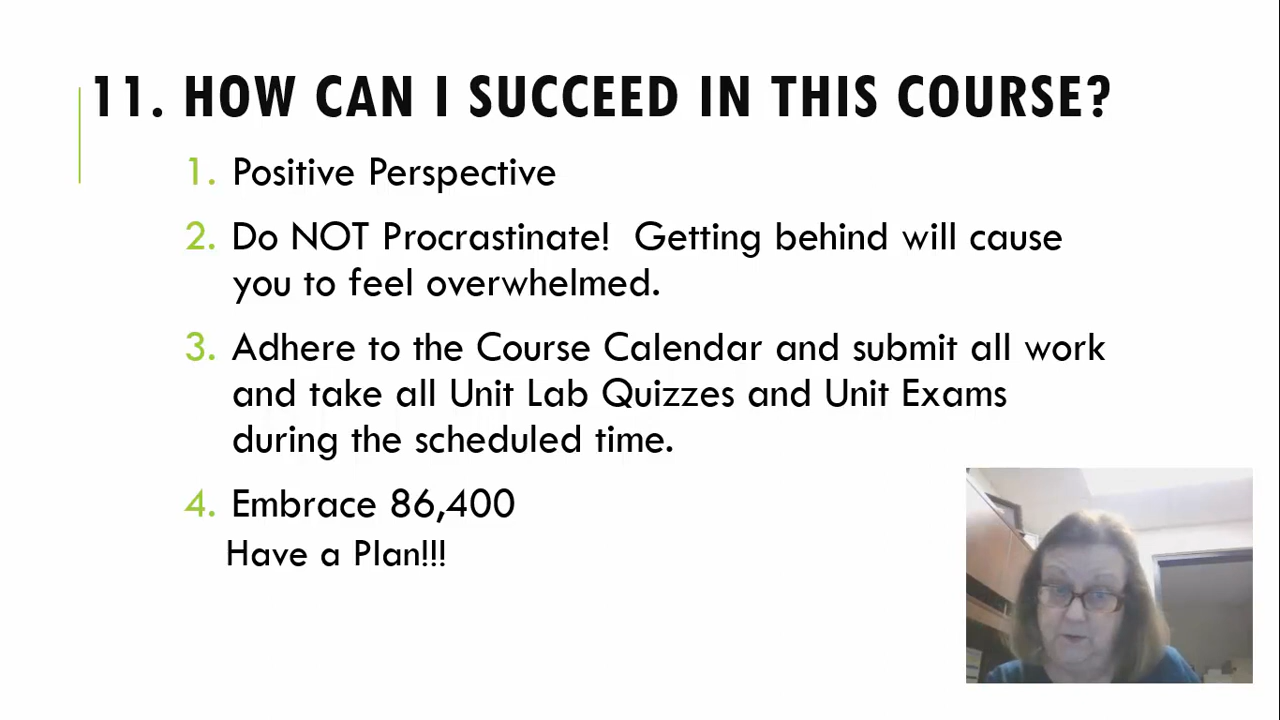 11. HOW CAN I SUCCEED IN THIS COURSE?
1. Positive Perspective
2. Do NOT Procrastinate!  Getting behind will cause
you to feel overwhelmed.
3. Adhere to the Course Calendar and submit all work
and take all Unit Lab Quizzes and Unit Exams
during the scheduled time.
4. Embrace 86,400
Have a Plan!!!